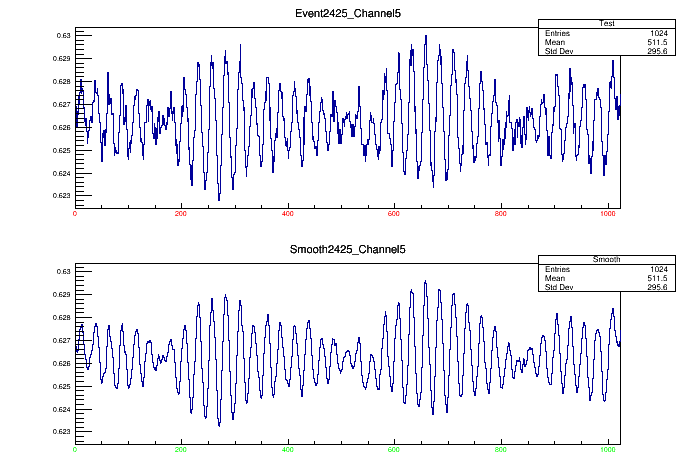 Event2425_Channel5
Test
Entries 1024
Mean 511.5
Std Dev 295.6
0.63
0.629
0.628
0.627
0.626
0.625
0.624
0.623
0 200 400 600 800 1000
Smooth2425_Channel5
Smooth
Entries 1024
Mean 511.5
Std Dev 295.6
0.63
0.629
0.628
0.627
0.626
0.625
0.624
0.623
0 200 400 600 800 1000